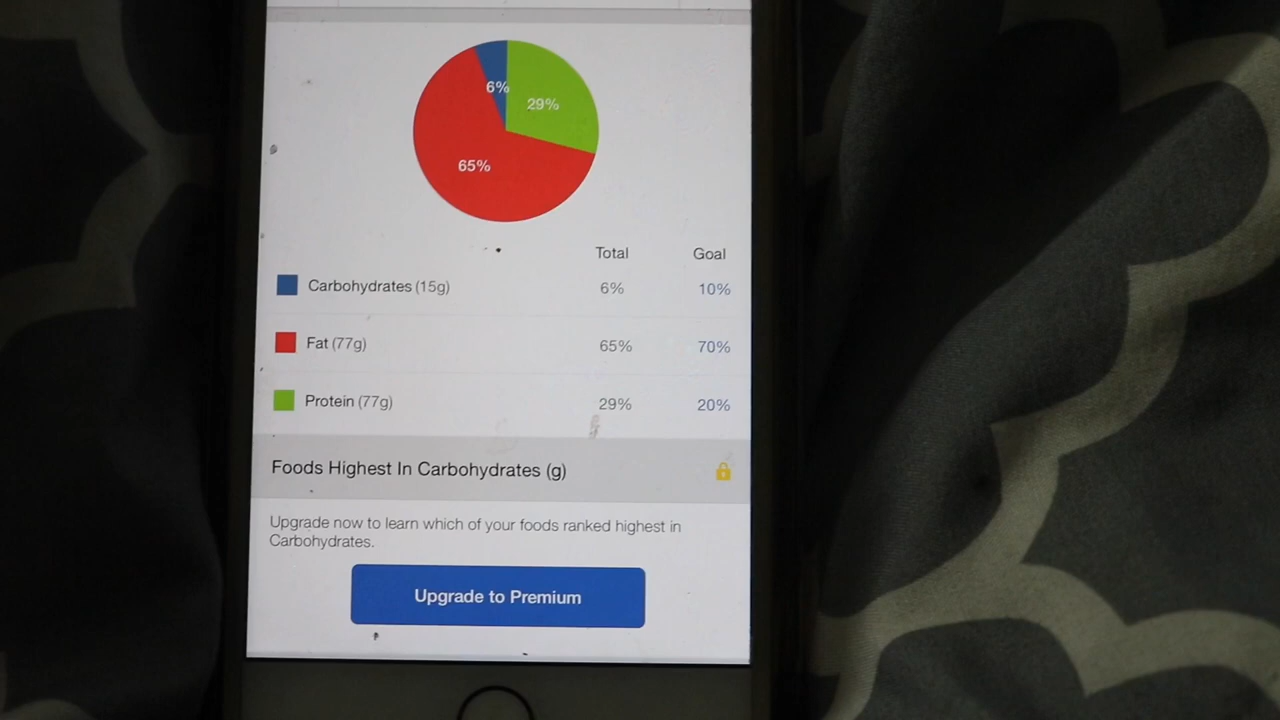 6%
29%
65%
Total Goal
Carbohydrates (15g) 6% 10%
Fat (77g) 65% 70%
Protein (77g) 29% 20%
Foods Highest In Carbohydrates (g)
Upgrade now to learn which of your foods ranked highest in
Carbohydrates.
Upgrade to Premium